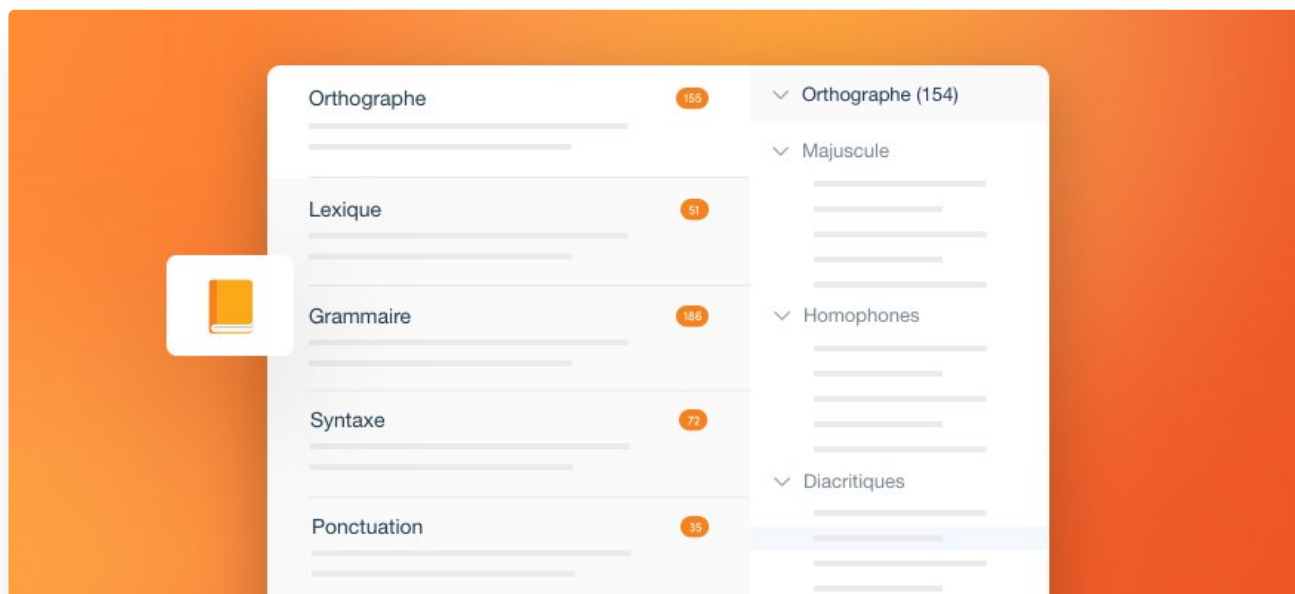 Orthographe 155
Lexique 51
Grammaire 186
Syntaxe 72
Ponctuation 35
Orthographe (154)
Majuscule
Homophones
Diacritiques